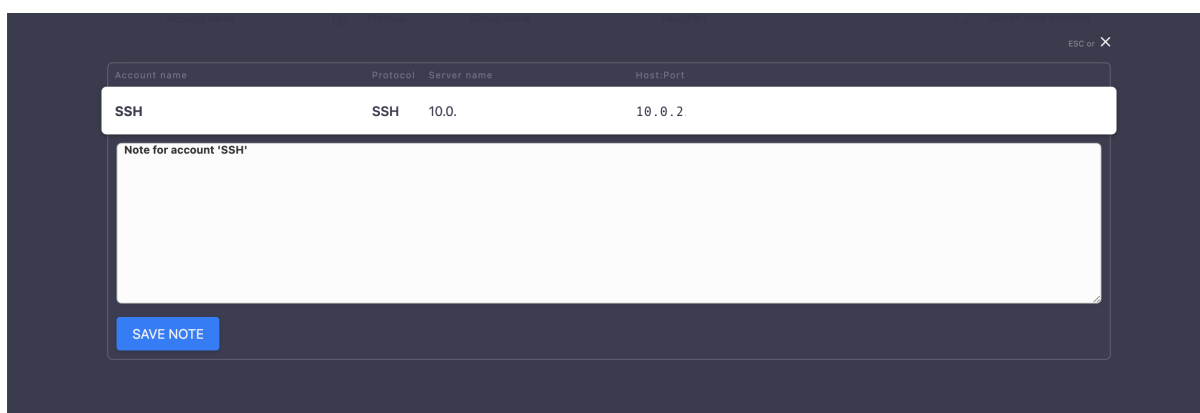 ESC or X
Account name Protocol Server name Host:Port
SSH SSH 10.0. 10.0.2
Note for account 'SSH'
SAVE NOTE